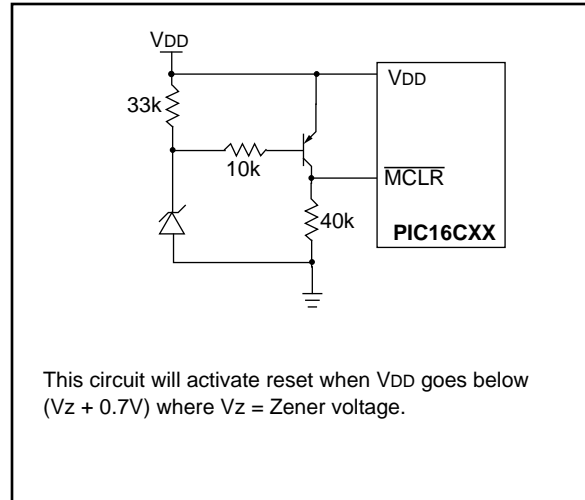 VDD
VDD
33k
10k
MCLR
40k
PIC16CXX
This circuit will activate reset when VDD goes below
(Vz + 0.7V) where Vz = Zener voltage.